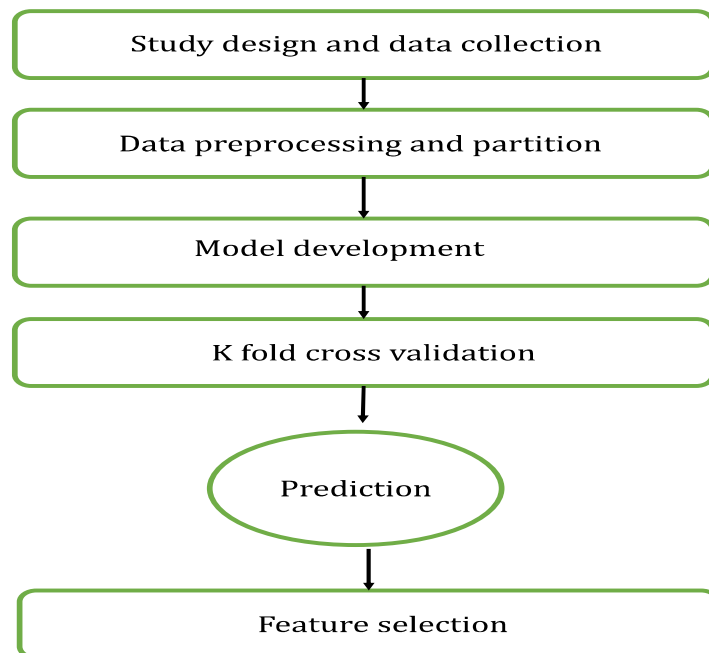 Study design and data collection
Data preprocessing and partition
Model development
K fold cross validation
Prediction
Feature selection